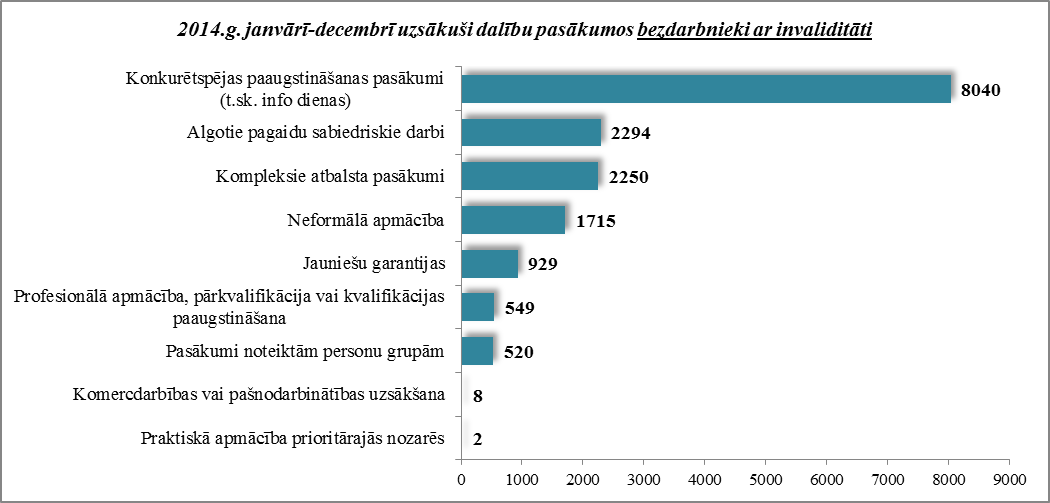 2014.g. janvārī-decembrī uzsākuši dalību pasākumos bezdarbnieki ar invaliditāti
Konkurētspējas paaugstināšanas pasākumi
(t.sk. info dienas)
8040
Algotie pagaidu sabiedriskie darbi
2294
Kompleksie atbalsta pasākumi
2250
Neformālā apmācība
1715
Jauniešu garantijas
929
Profesionālā apmācība, pārkvalifikācija vai kvalifikācijas
paaugstināšana
549
Pasākumi noteiktām personu grupām
520
Komercdarbības vai pašnodarbinātības uzsākšana
8
Praktiskā apmācība prioritārajās nozarēs
2
0 1000 2000 3000 4000 5000 6000 7000 8000 9000